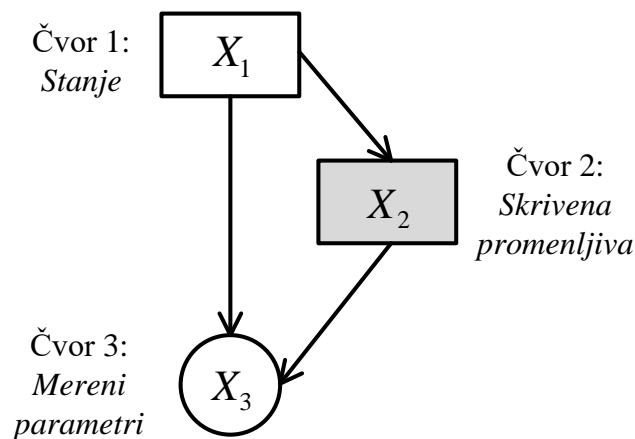 Čvor 1:
Stanje
X1
Čvor 2:
Skrivena
promenljiva
X2
Čvor 3:
Mereni
parametri
X3